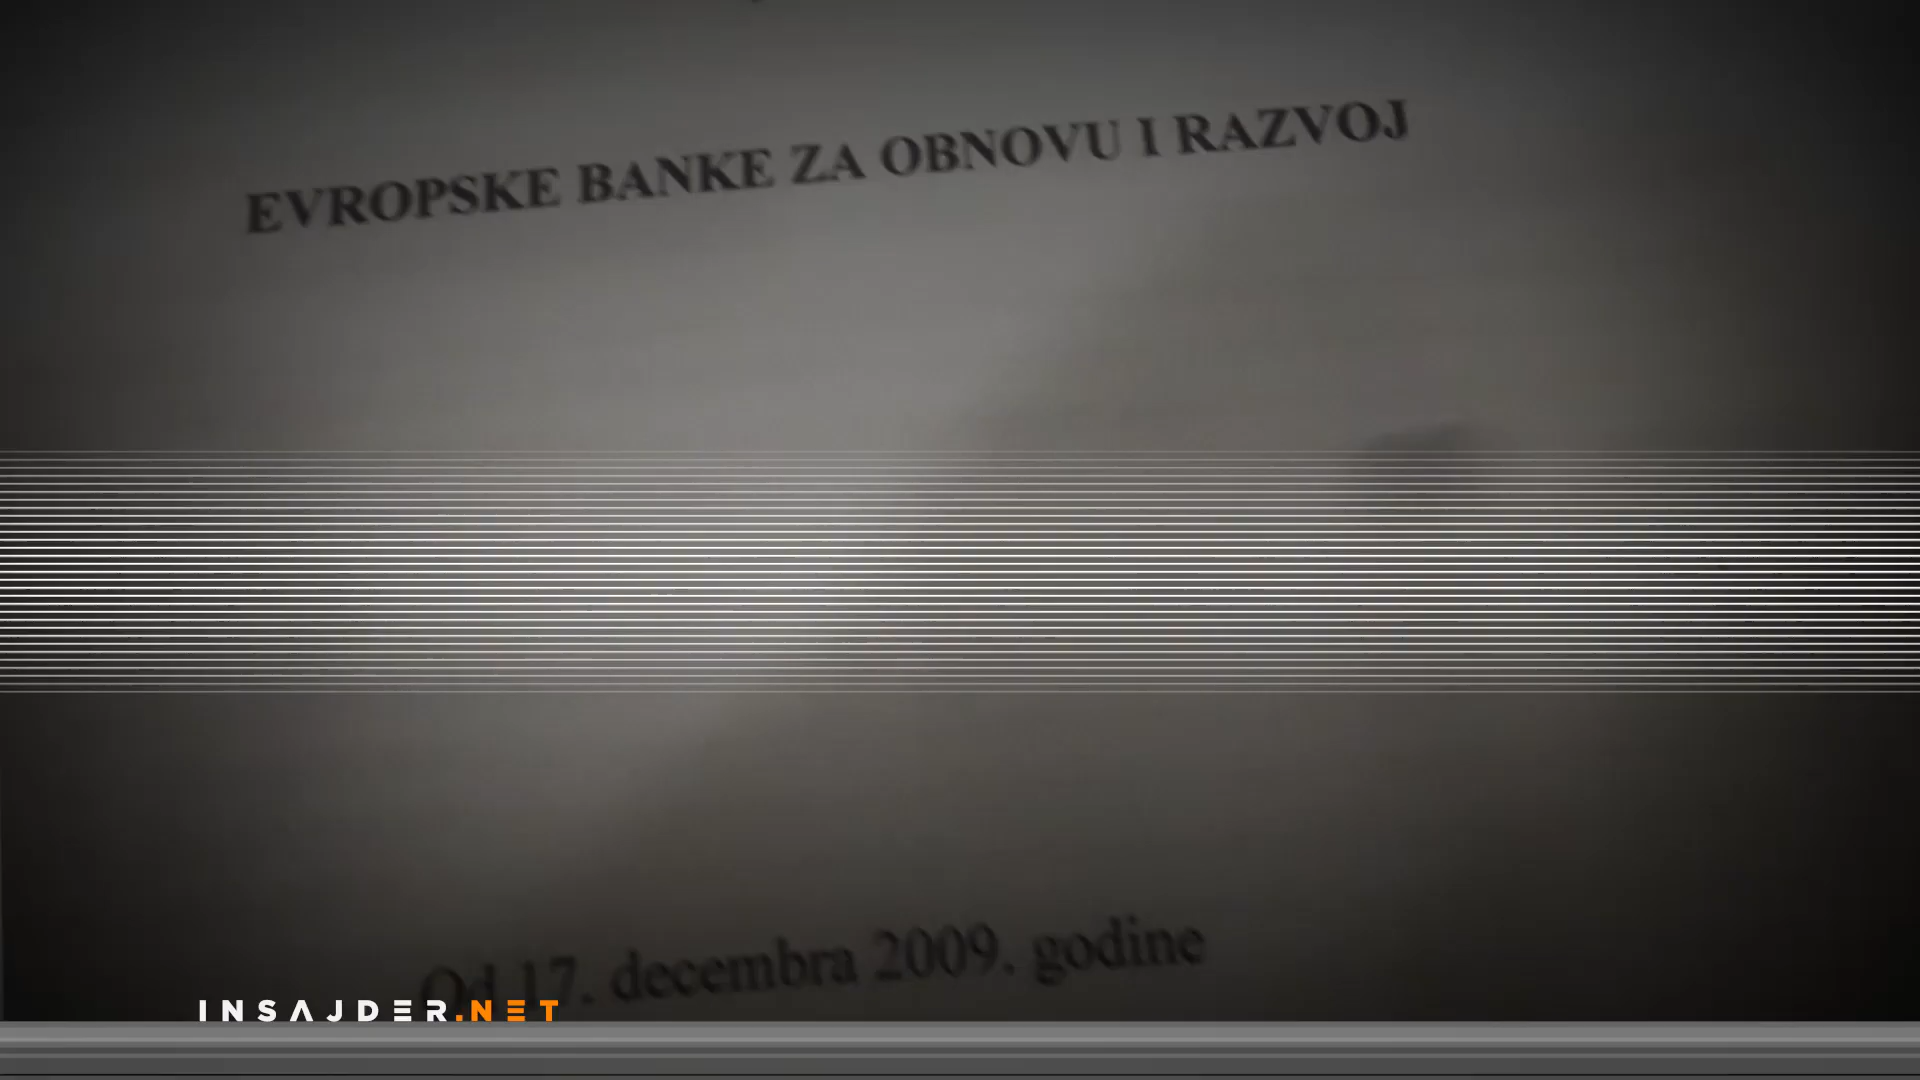 EVROPSKE BANKE ZA OBNOVU I RAZVOJ
Od 17. decembra 2009. godine
INSAJDER.NET